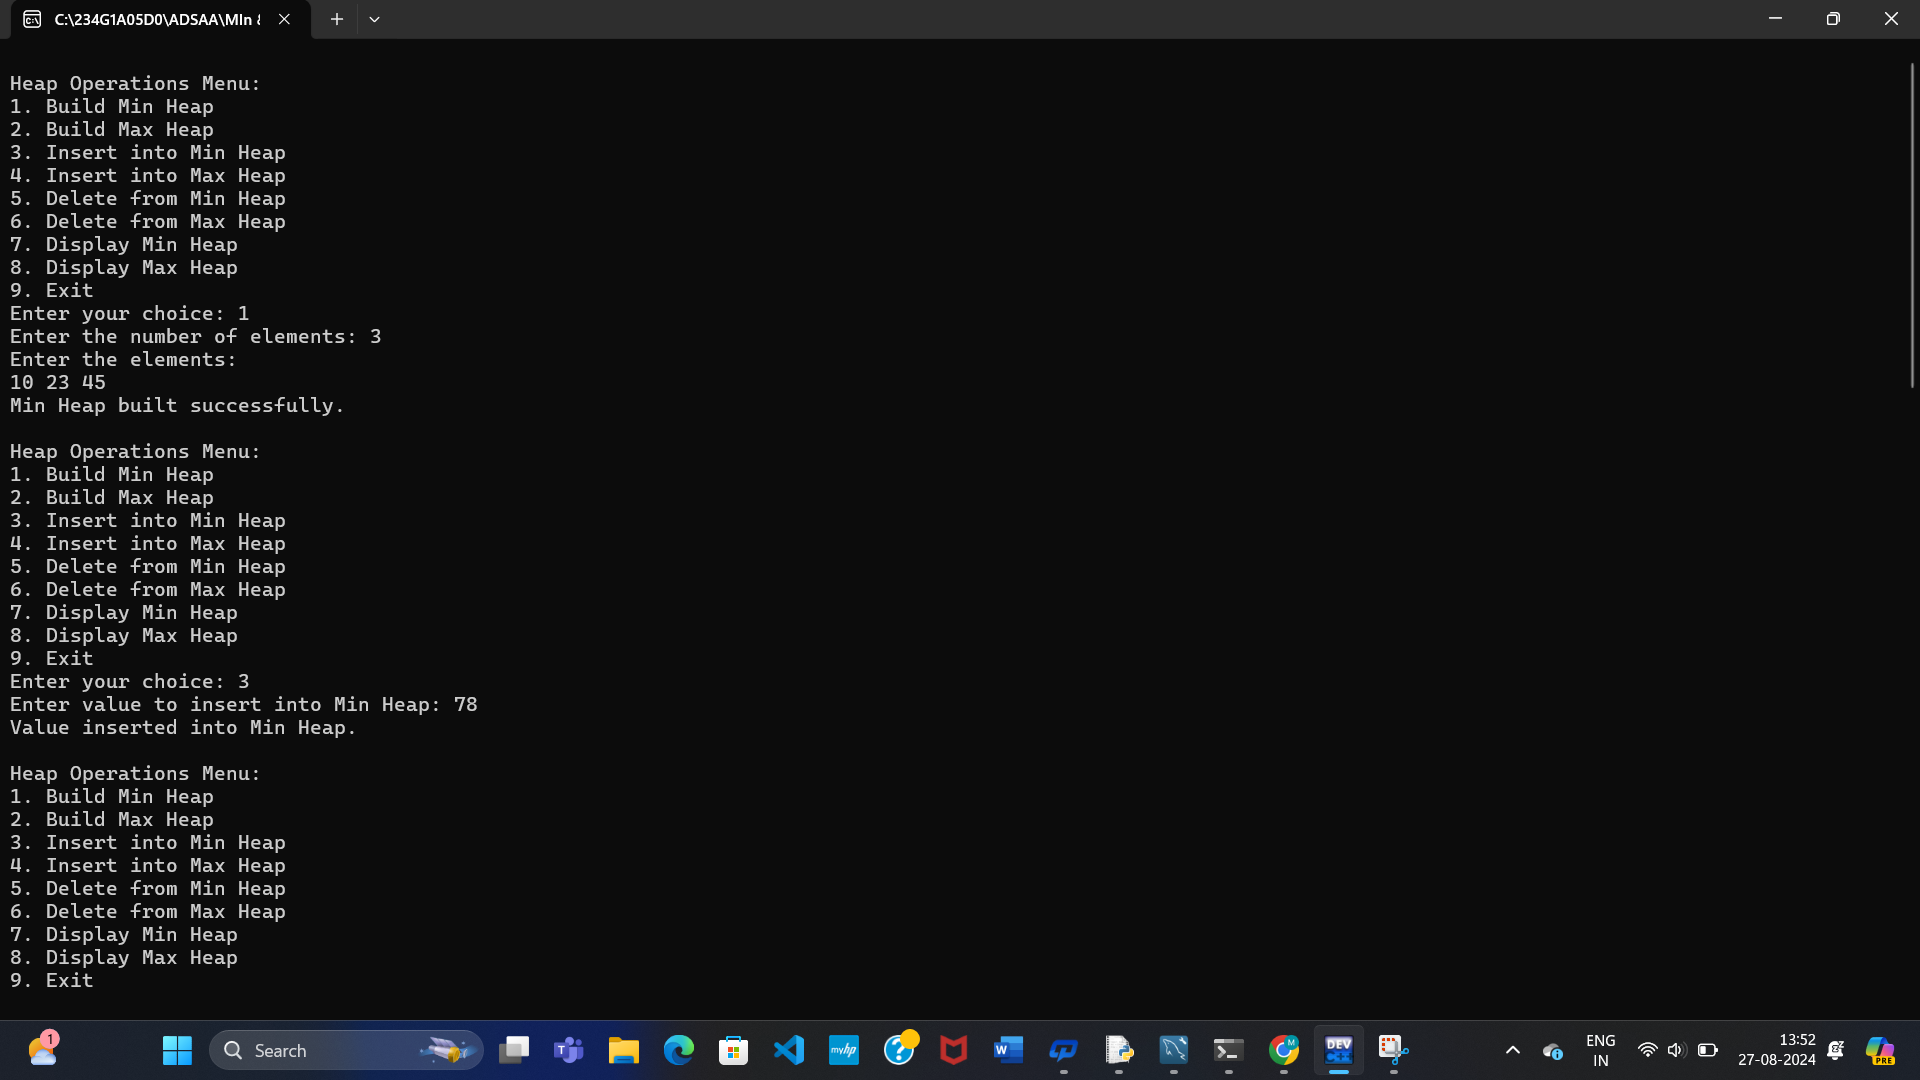 C:\234G1A05D0\ADSAA\MIn &
Heap Operations Menu:
1. Build Min Heap
2. Build Max Heap
3. Insert into Min Heap
4. Insert into Max Heap
5. Delete from Min Heap
6. Delete from Max Heap
7. Display Min Heap
8. Display Max Heap
9. Exit
Enter your choice: 1
Enter the number of elements: 3
Enter the elements:
10 23 45
Min Heap built successfully.
Heap Operations Menu:
1. Build Min Heap
2. Build Max Heap
3. Insert into Min Heap
4. Insert into Max Heap
5. Delete from Min Heap
6. Delete from Max Heap
7. Display Min Heap
8. Display Max Heap
9. Exit
Enter your choice: 3
Enter value to insert into Min Heap: 78
Value inserted into Min Heap.
Heap Operations Menu:
1. Build Min Heap
2. Build Max Heap
3. Insert into Min Heap
4. Insert into Max Heap
5. Delete from Min Heap
6. Delete from Max Heap
7. Display Min Heap
8. Display Max Heap
9. Exit
1
Search
T
myhp
?
W
M
DEV
ENG
IN
13:52
27-08-2024
PRE